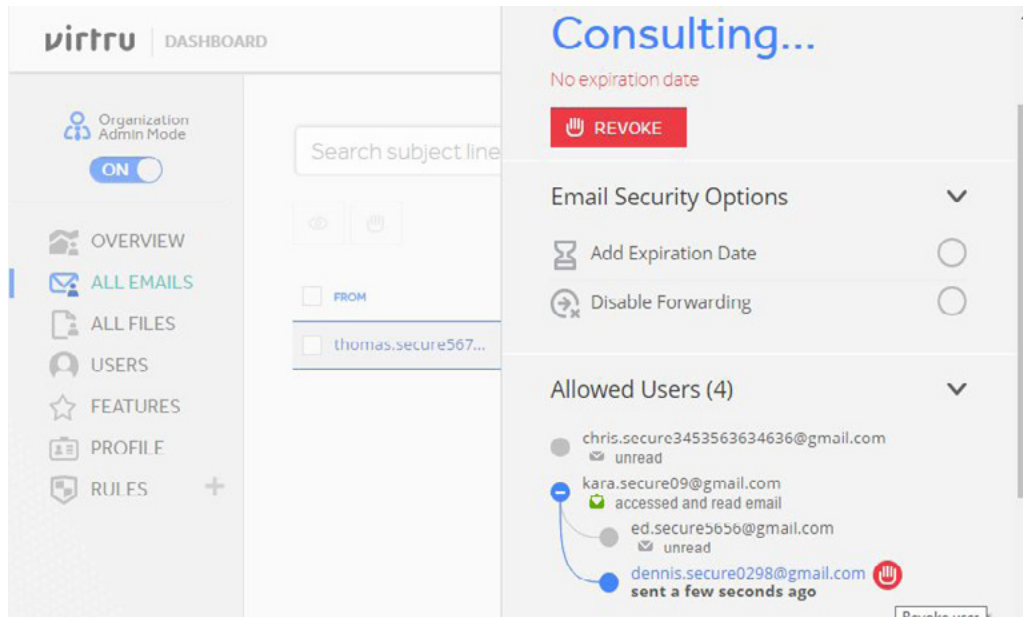 virtru DASHBOARD
Organization
Admin Mode
ON
OVERVIEW
ALL EMAILS
ALL FILES
USERS
FEATURES
PROFILE
RULES +
Search subject line
FROM
thomas.secure567...
Consulting...
No expiration date
REVOKE
Email Security Options
Add Expiration Date
Disable Forwarding
Allowed Users (4)
chris.secure3453563634636@gmail.com
unread
kara.secure09@gmail.com
accessed and read email
ed.secure5656@gmail.com
unread
dennis.secure0298@gmail.com
sent a few seconds ago
Revoke user